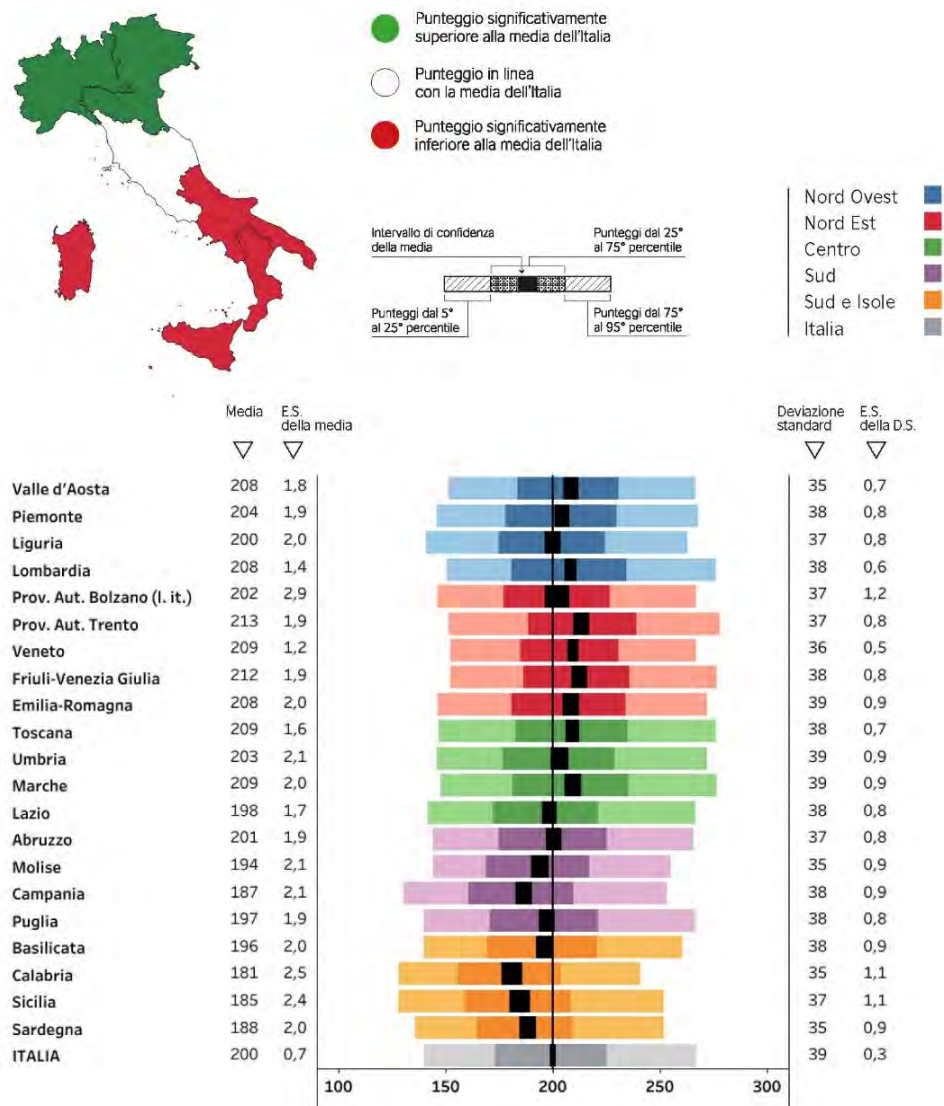 Punteggio significativamente
superiore alla media dell'Italia
Punteggio in linea
con la media dell'Italia
Punteggio significativamente
inferiore alla media dell'Italia
Intervallo di confidenza
della media
Punteggi dal 25°
al 75° percentile
Punteggi dal 5°
al 25° percentile
Punteggi dal 75°
al 95° percentile
Nord Ovest
Nord Est
Centro
Sud
Sud e Isole
Italia
Media
E.S.
della media
Deviazione
standard
E.S.
della D.S.
Valle d'Aosta 208 1,8 35 0,7
Piemonte 204 1,9 38 0,8
Liguria 200 2,0 37 0,8
Lombardia 208 1,4 38 0,6
Prov. Aut. Bolzano (l. it.) 202 2,9 37 1,2
Prov. Aut. Trento 213 1,9 37 0,8
Veneto 209 1,2 36 0,5
Friuli-Venezia Giulia 212 1,9 38 0,8
Emilia-Romagna 208 2,0 39 0,9
Toscana 209 1,6 38 0,7
Umbria 203 2,1 39 0,9
Marche 209 2,0 39 0,9
Lazio 198 1,7 38 0,8
Abruzzo 201 1,9 37 0,8
Molise 194 2,1 35 0,9
Campania 187 2,1 38 0,9
Puglia 197 1,9 38 0,8
Basilicata 196 2,0 38 0,9
Calabria 181 2,5 35 1,1
Sicilia 185 2,4 37 1,1
Sardegna 188 2,0 35 0,9
ITALIA 200 0,7 39 0,3
100 200 250 300